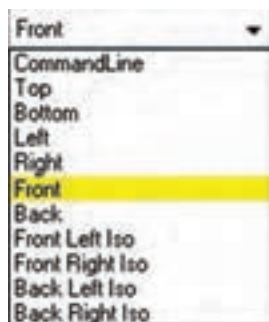 Front
CommandLine
Top
Bottom
Left
Right
Front
Back
Front Left Iso
Front Right Iso
Back Left Iso
Back Right Iso